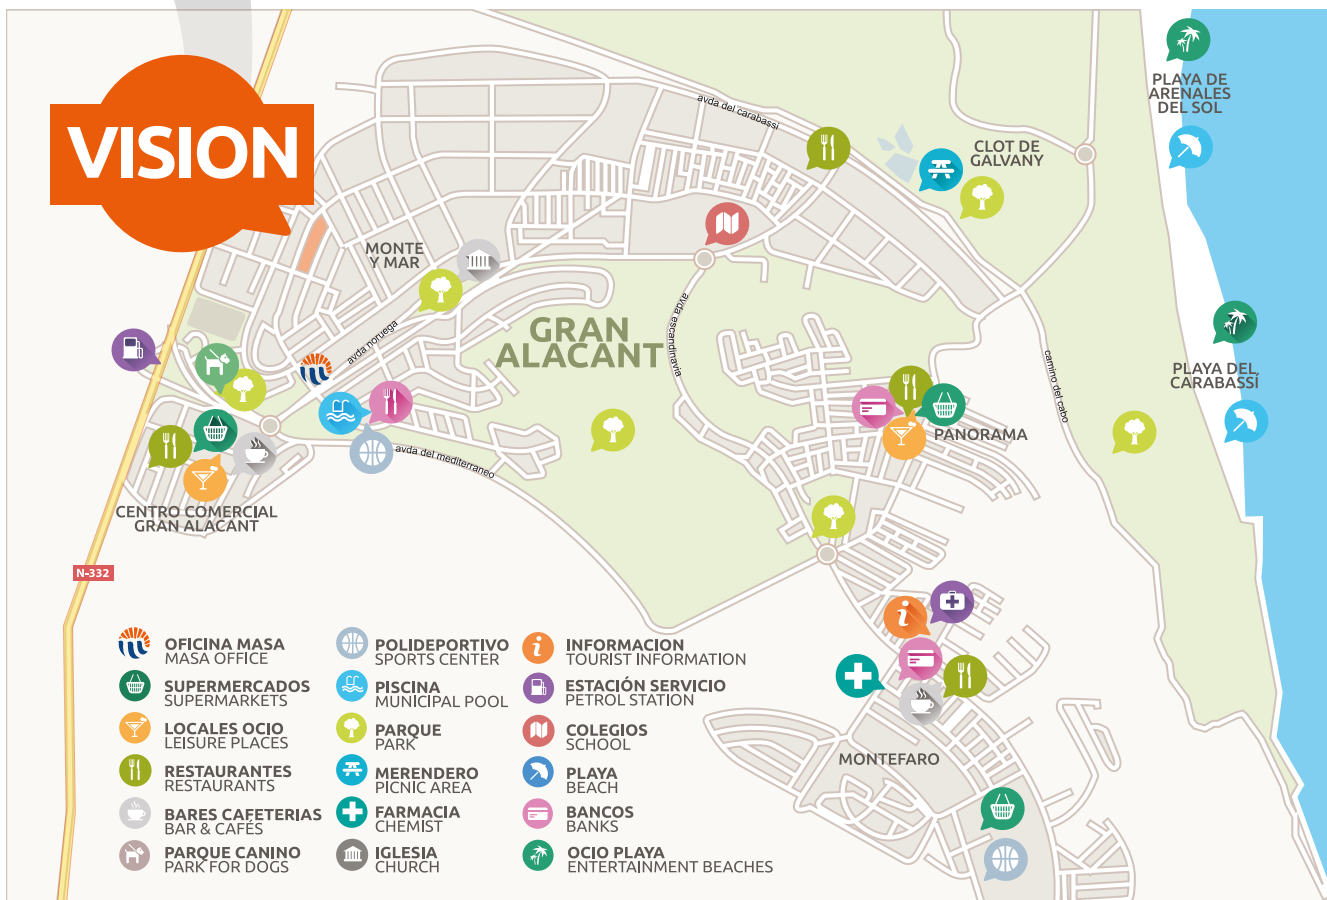 VISION
PLAYA DE
ARENALES
DEL SOL
avda del carabassi
CLOT DE
GALVANY
MONTE
Y MAR
GRAN
ALACANT
avda noruega
avda escandinavia
camino del cabo
PLAYA DEL
CARABASSÍ
PANORAMA
avda del mediterraneo
CENTRO COMERCIAL
GRAN ALACANT
N-332
MONTEFARO
OFICINA MASA
MASA OFFICE
SUPERMERCADOS
SUPERMARKETS
LOCALES OCIO
LEISURE PLACES
RESTAURANTES
RESTAURANTS
BARES CAFETERIAS
BAR & CAFÉS
PARQUE CANINO
PARK FOR DOGS
POLIDEPORTIVO
SPORTS CENTER
PISCINA
MUNICIPAL POOL
PARQUE
PARK
MERENDERO
PICNIC AREA
FARMACIA
CHEMIST
IGLESIA
CHURCH
INFORMACION
TOURIST INFORMATION
ESTACIÓN SERVICIO
PETROL STATION
COLEGIOS
SCHOOL
PLAYA
BEACH
BANCOS
BANKS
OCIO PLAYA
ENTERTAINMENT BEACHES